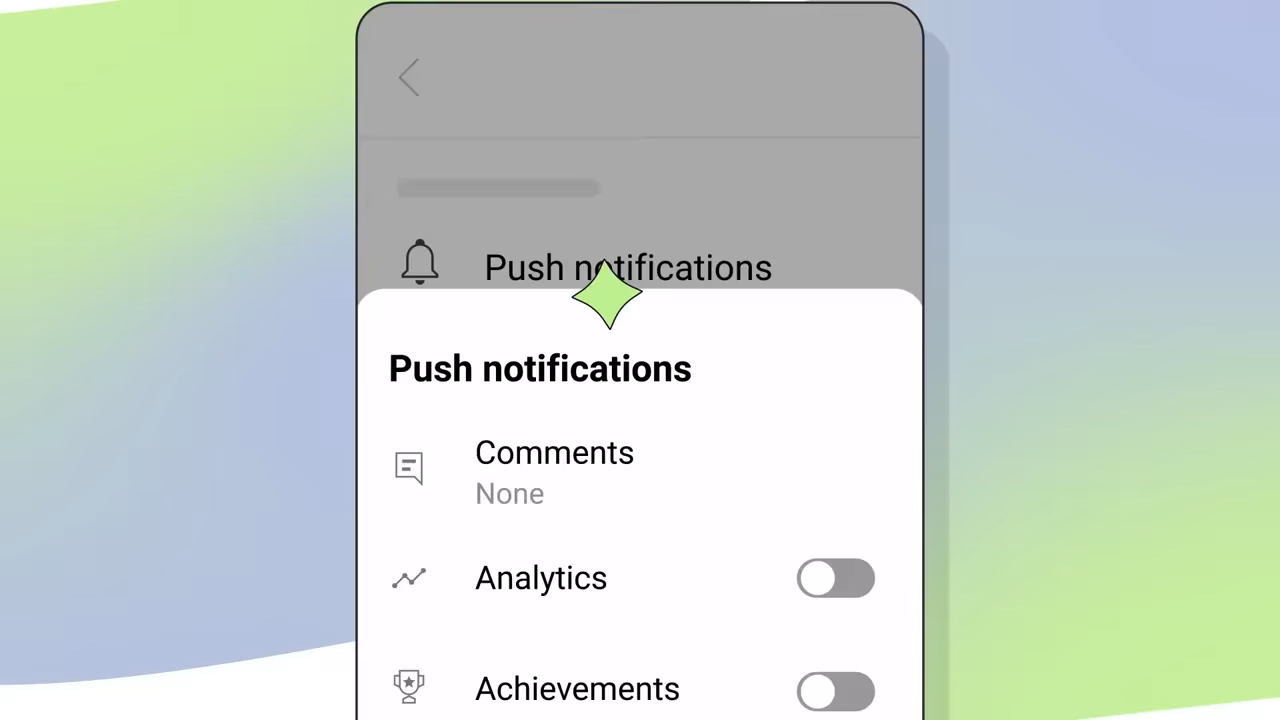 Push notifications
Push notifications
Comments
None
Analytics
Achievements